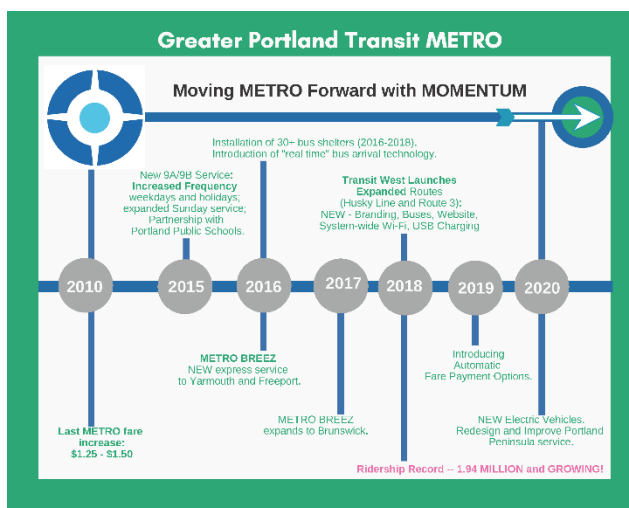 Greater Portland Transit METRO
Moving METRO Forward with MOMENTUM
Installation of 30+ bus shelters (2016-2018).
Introduction of "real time" bus arrival technology.
New 9A/9B Service:
Increased Frequency
weekdays and holidays;
expanded Sunday service;
Partnership with
Portland Public Schools.
Transit West Launches
Expanded Routes
(Husky Line and Route 3):
NEW - Branding, Buses, Website,
System-wide Wi-Fi, USB Charging
2010
2015
2016
2017
2018
2019
2020
METRO BREEZ
NEW express service
to Yarmouth and Freeport.
Introducing
Automatic
Fare Payment Options.
Last METRO fare
increase:
$1.25 - $1.50
METRO BREEZ
expands to Brunswick.
NEW Electric Vehicles.
Redesign and Improve Portland
Peninsula service.
Ridership Record -- 1.94 MILLION and GROWING!